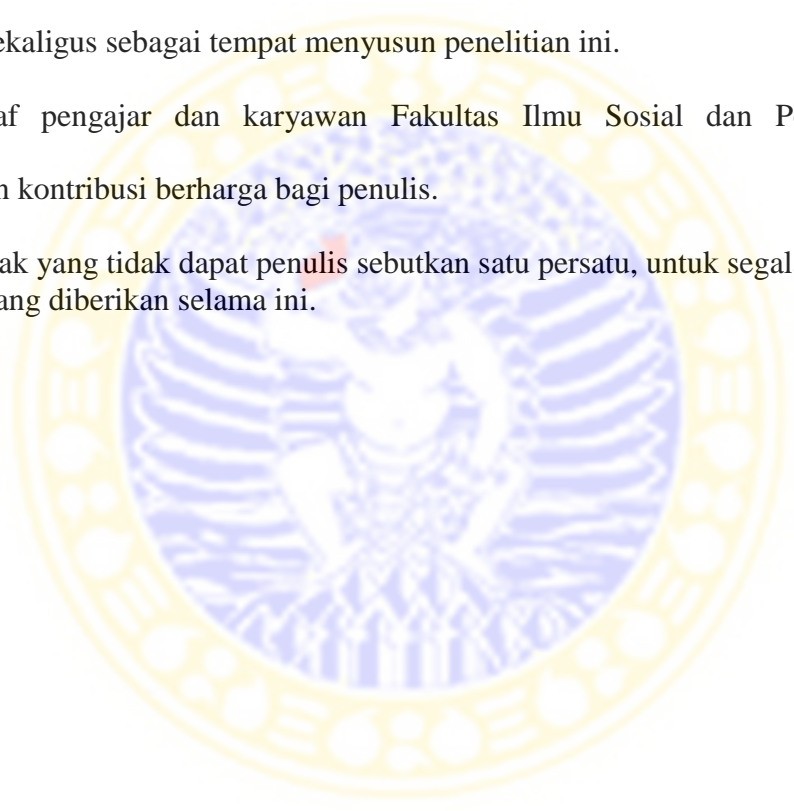 ekaligus sebagai tempat menyusun penelitian ini.
af pengajar dan karyawan Fakultas Ilmu Sosial dan P
n kontribusi berharga bagi penulis.
ak yang tidak dapat penulis sebutkan satu persatu, untuk segal
ang diberikan selama ini.